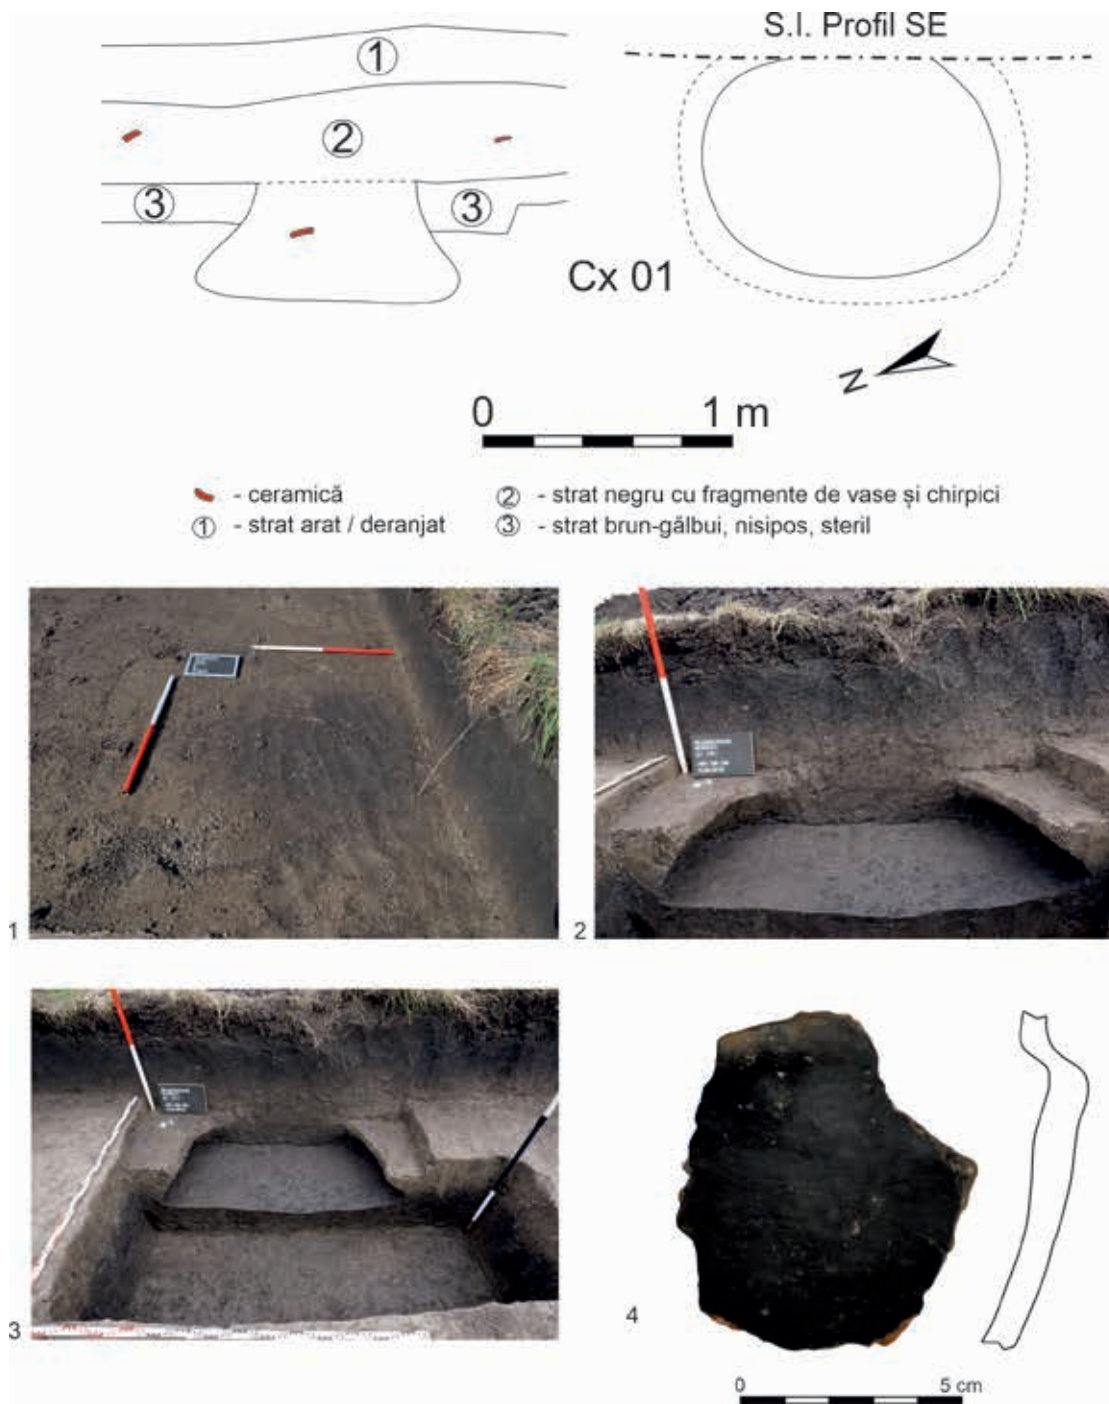 S.I. Profil SE
1
2
3
3
Cx 01
N
0 1 m
- ceramică
1 - strat arat / deranjat
2 - strat negru cu fragmente de vase și chirpici
3 - strat brun-gălbui, nisipos, steril
1
2
3
4
0 5 cm